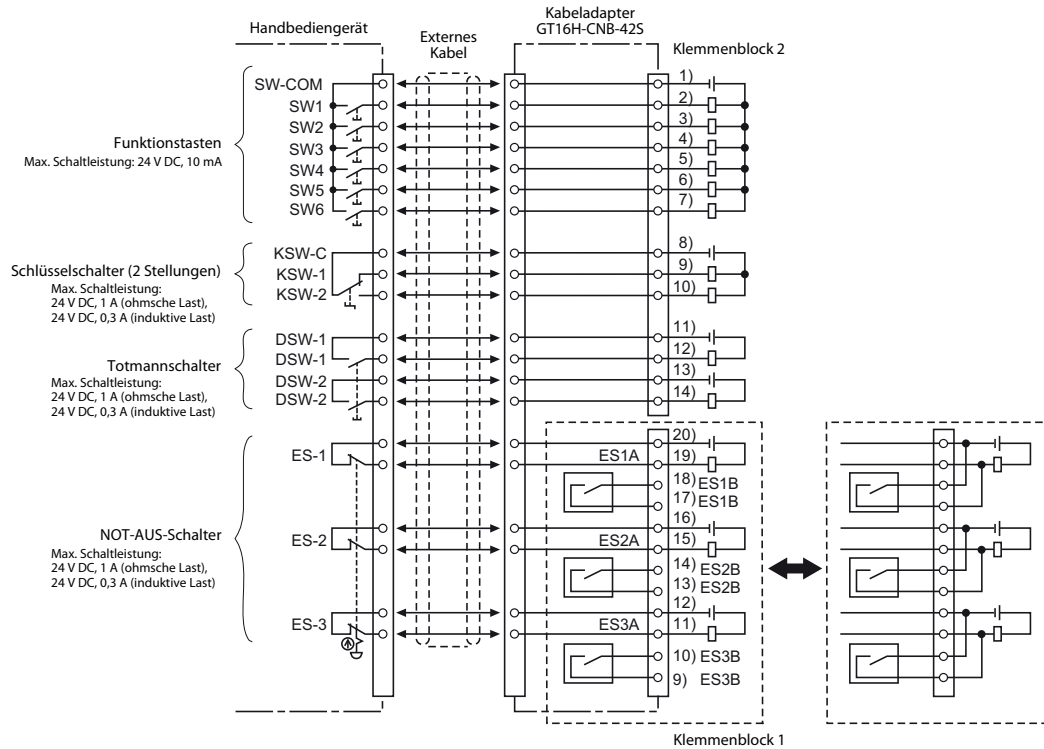 Handbediengerät
Externes
Kabel
Kabeladapter
GT16H-CNB-42S
Klemmenblock 2
Funktionstasten
Max. Schaltleistung: 24 V DC, 10 mA
SW-COM
SW1
SW2
SW3
SW4
SW5
SW6
1)
2)
3)
4)
5)
6)
7)
Schlüsselschalter (2 Stellungen)
Max. Schaltleistung:
24 V DC, 1 A (ohmsche Last),
24 V DC, 0,3 A (induktive Last)
KSW-C
KSW-1
KSW-2
8)
9)
10)
Totmannschalter
Max. Schaltleistung:
24 V DC, 1 A (ohmsche Last),
24 V DC, 0,3 A (induktive Last)
DSW-1
DSW-1
DSW-2
DSW-2
11)
12)
13)
14)
NOT-AUS-Schalter
Max. Schaltleistung:
24 V DC, 1 A (ohmsche Last),
24 V DC, 0,3 A (induktive Last)
ES-1
ES-2
ES-3
20)
ES1A 19)
18) ES1B
17) ES1B
16)
ES2A 15)
14) ES2B
13) ES2B
12)
ES3A 11)
10) ES3B
9) ES3B
Klemmenblock 1